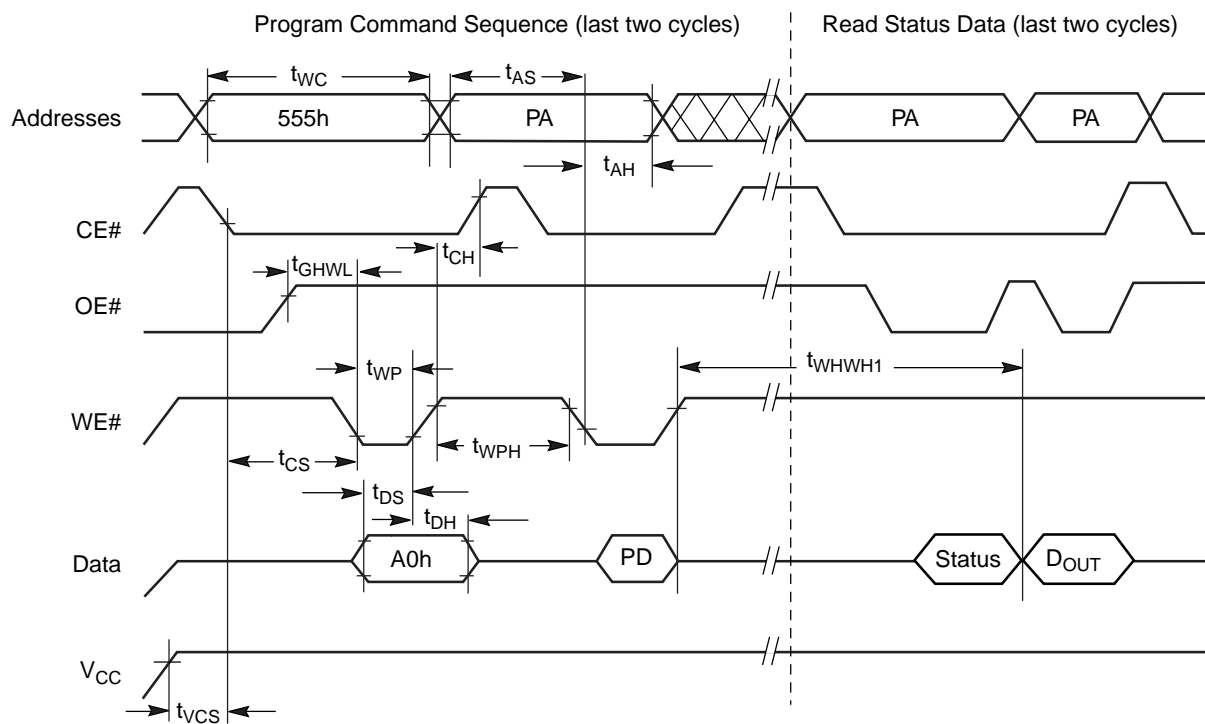 Program Command Sequence (last two cycles)
Read Status Data (last two cycles)
tWC
tAS
Addresses
555h
PA
PA
PA
tAH
CE#
tCH
tGHWL
OE#
tWP
tWHWH1
WE#
tWPH
tCS
tDS
tDH
Data
A0h
PD
Status
DOUT
VCC
tVCS